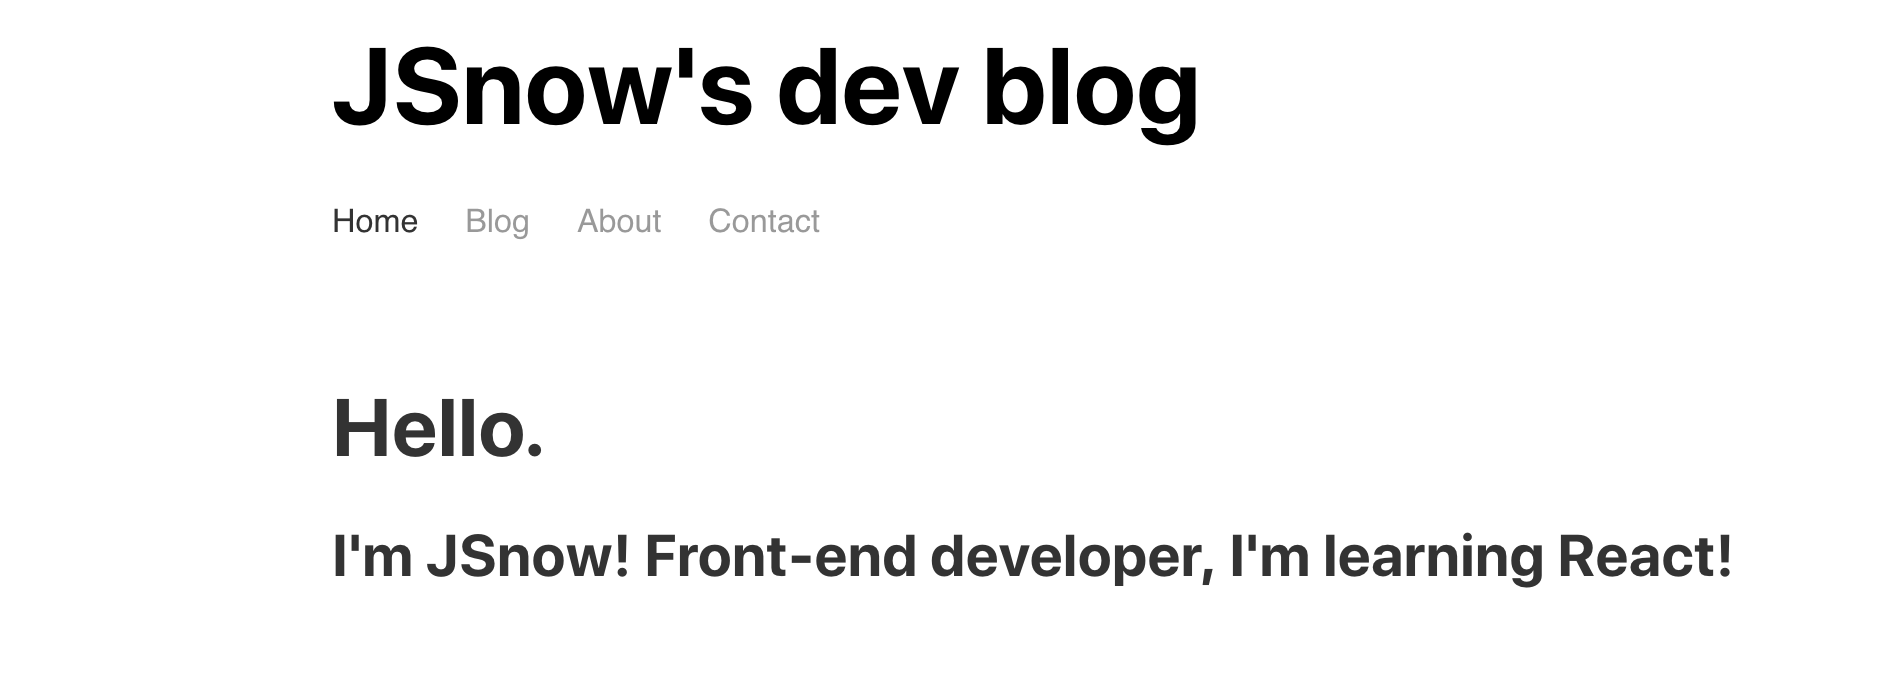 JSnow's dev blog
Home Blog About Contact
Hello.
I'm JSnow! Front-end developer, I'm learning React!